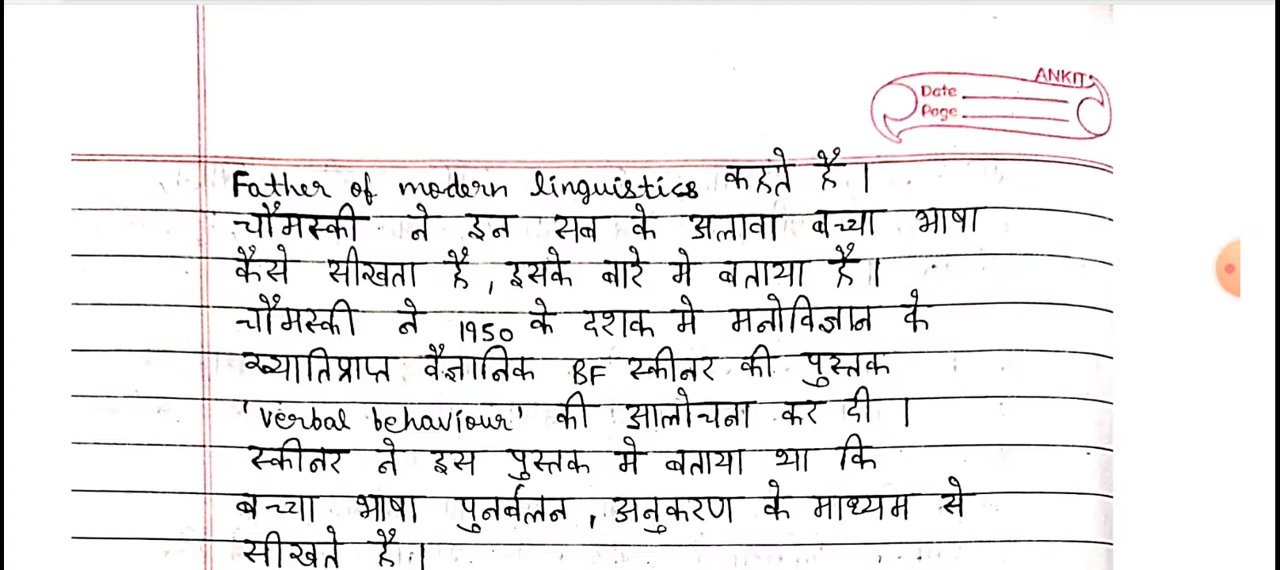 ANKIT
Date
Page
Father of modern linguistics कहते हैं ।
चॉमस्की ने इन सब के अलावा बच्चा भाषा
कैसे सीखता है , इसके बारे मे बताया है ।
चॉमस्की ने 1950 के दशक मे मनोविज्ञान के
ख्यातिप्राप्त वैज्ञानिक BF स्कीनर की पुस्तक
'verbal behaviour' की आलोचना कर दी ।
स्कीनर ने इस पुस्तक मे बताया था कि
बच्चा भाषा पुनर्वलन , अनुकरण के माध्यम से
सीखते है ।